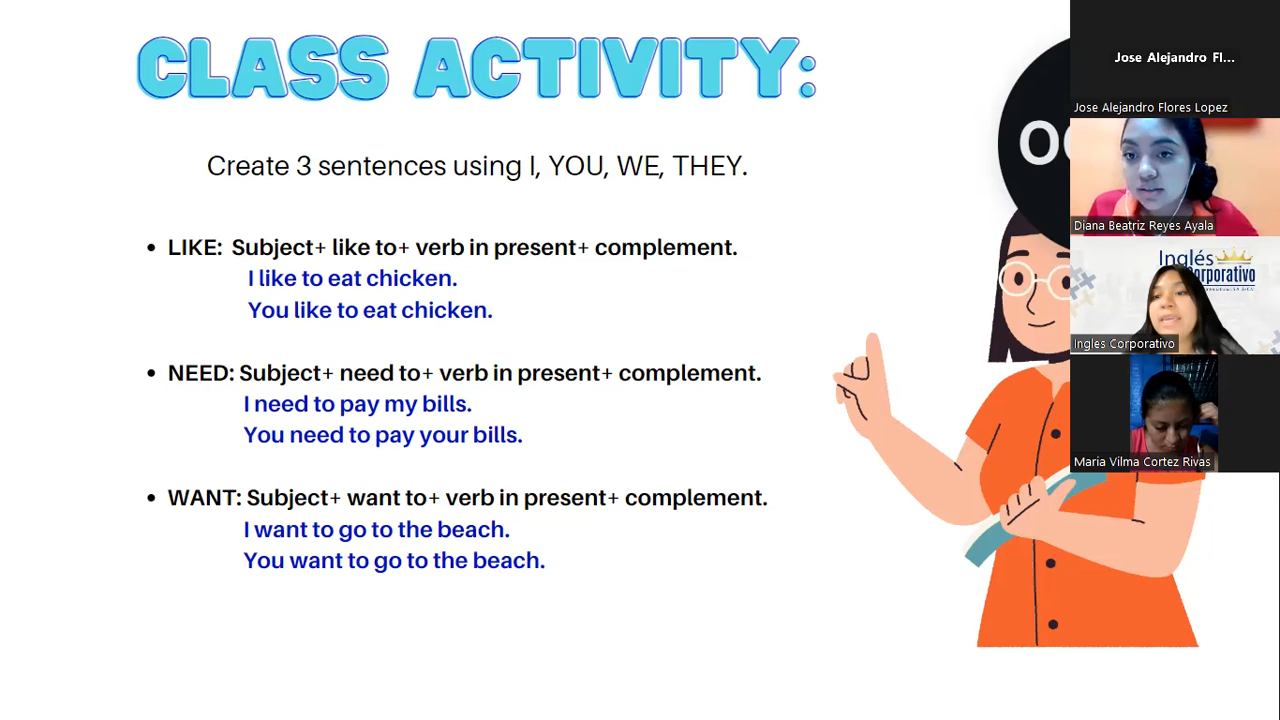 CLASS ACTIVITY:
Create 3 sentences using I, YOU, WE, THEY.
• LIKE: Subject+ like to+ verb in present+ complement.
I like to eat chicken.
You like to eat chicken.
• NEED: Subject+ need to+ verb in present+ complement.
I need to pay my bills.
You need to pay your bills.
• WANT: Subject+ want to+ verb in present+ complement.
I want to go to the beach.
You want to go to the beach.
Jose Alejandro Fl...
Jose Alejandro Flores Lopez
Diana Beatriz Reyes Ayala
Inglés
Corporativo
Ingles Corporativo
Maria Vilma Cortez Rivas